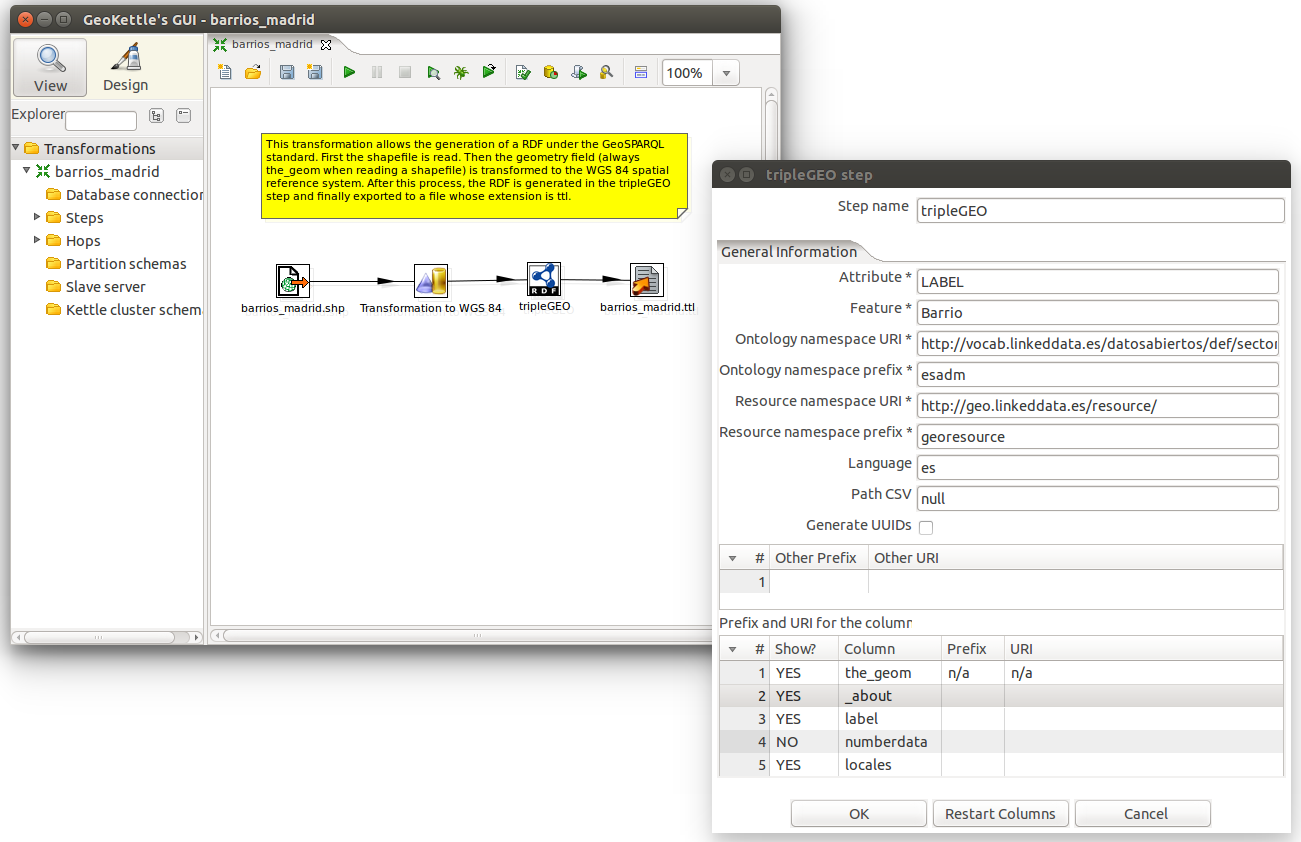 GeoKettle's GUI - barrios_madrid
View
Design
Explorer
Transformations
barrios_madrid
Database connection
Steps
Hops
Partition schemas
Slave server
Kettle cluster schem
barrios_madrid
100%
This transformation allows the generation of a RDF under the GeoSPARQL
standard. First the shapefile is read. Then the geometry field (always
the_geom when reading a shapefile) is transformed to the WGS 84 spatial
reference system. After this process, the RDF is generated in the tripleGEO
step and finally exported to a file whose extension is ttl.
RDF
barrios_madrid.shp
Transformation to WGS 84
tripleGEO
barrios_madrid.ttl
tripleGEO step
Step name tripleGEO
General Information
Attribute * LABEL
Feature * Barrio
Ontology namespace URI * http://vocab.linkeddata.es/datosabiertos/def/sector
Ontology namespace prefix * esadm
Resource namespace URI * http://geo.linkeddata.es/resource/
Resource namespace prefix * georesource
Language es
Path CSV null
Generate UUIDs
# Other Prefix Other URI
1
Prefix and URI for the column
# Show? Column Prefix URI
1 YES the_geom n/a n/a
2 YES _about
3 YES label
4 NO numberdata
5 YES locales
OK Restart Columns Cancel